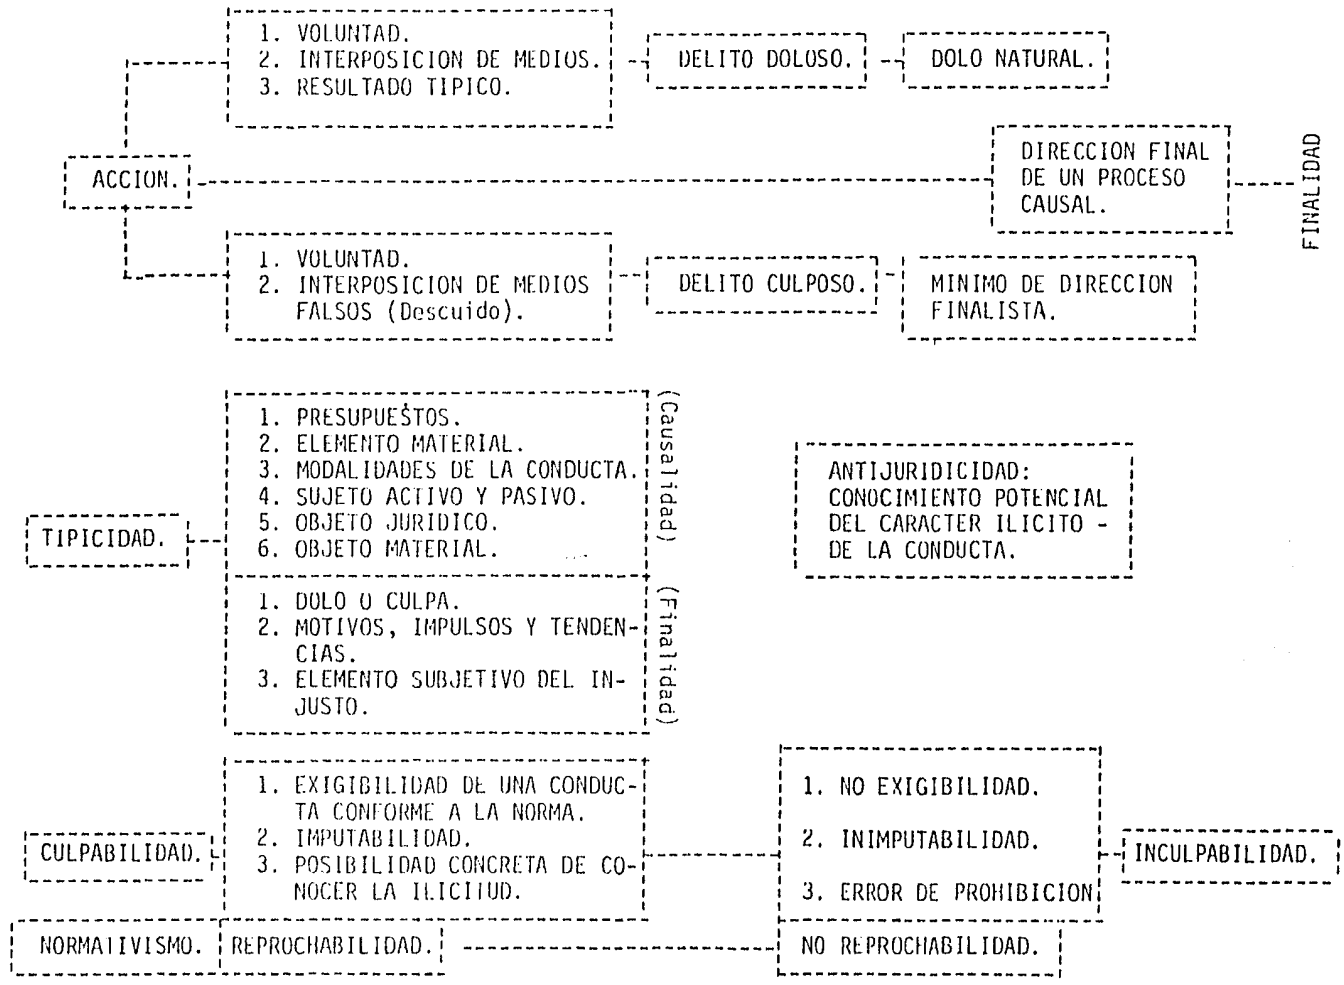 1. VOLUNTAD.
2. INTERPOSICION DE MEDIOS.
3. RESULTADO TIPICO.
DELITO DOLOSO.
DOLO NATURAL.
ACCION.
DIRECCION FINAL
DE UN PROCESO
CAUSAL.
FINALIDAD
1. VOLUNTAD.
2. INTERPOSICION DE MEDIOS
FALSOS (Descuido).
DELITO CULPOSO.
MINIMO DE DIRECCION
FINALISTA.
TIPICIDAD.
1. PRESUPUESTOS.
2. ELEMENTO MATERIAL.
3. MODALIDADES DE LA CONDUCTA.
4. SUJETO ACTIVO Y PASIVO.
5. OBJETO JURIDICO.
6. OBJETO MATERIAL.
(Causalidad)
1. DOLO O CULPA.
2. MOTIVOS, IMPULSOS Y TENDEN-
CIAS.
3. ELEMENTO SUBJETIVO DEL IN-
JUSTO.
(Finalidad)
ANTIJURIDICIDAD:
CONOCIMIENTO POTENCIAL
DEL CARACTER ILICITO -
DE LA CONDUCTA.
CULPABILIDAD.
1. EXIGIBILIDAD DE UNA CONDUC-
TA CONFORME A LA NORMA.
2. IMPUTABILIDAD.
3. POSIBILIDAD CONCRETA DE CO-
NOCER LA ILICITUD.
1. NO EXIGIBILIDAD.
2. INIMPUTABILIDAD.
3. ERROR DE PROHIBICION
INCULPABILIDAD.
NORMATIVISMO.
REPROCHABILIDAD.
NO REPROCHABILIDAD.